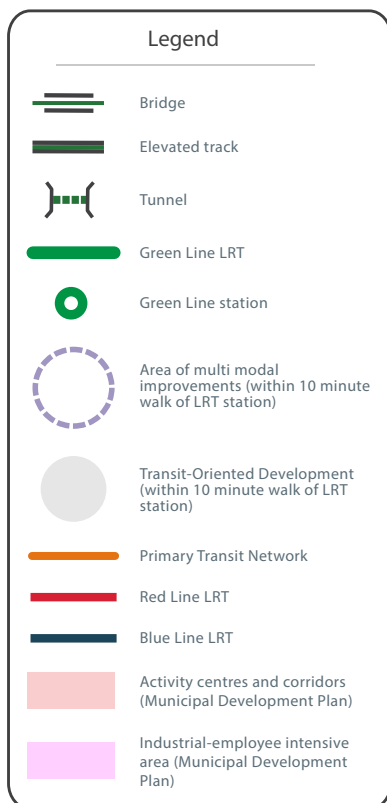 Legend
Bridge
Elevated track
Tunnel
Green Line LRT
Green Line station
Area of multi modal
improvements (within 10 minute
walk of LRT station)
Transit-Oriented Development
(within 10 minute walk of LRT
station)
Primary Transit Network
Red Line LRT
Blue Line LRT
Activity centres and corridors
(Municipal Development Plan)
Industrial-employee intensive
area (Municipal Development
Plan)